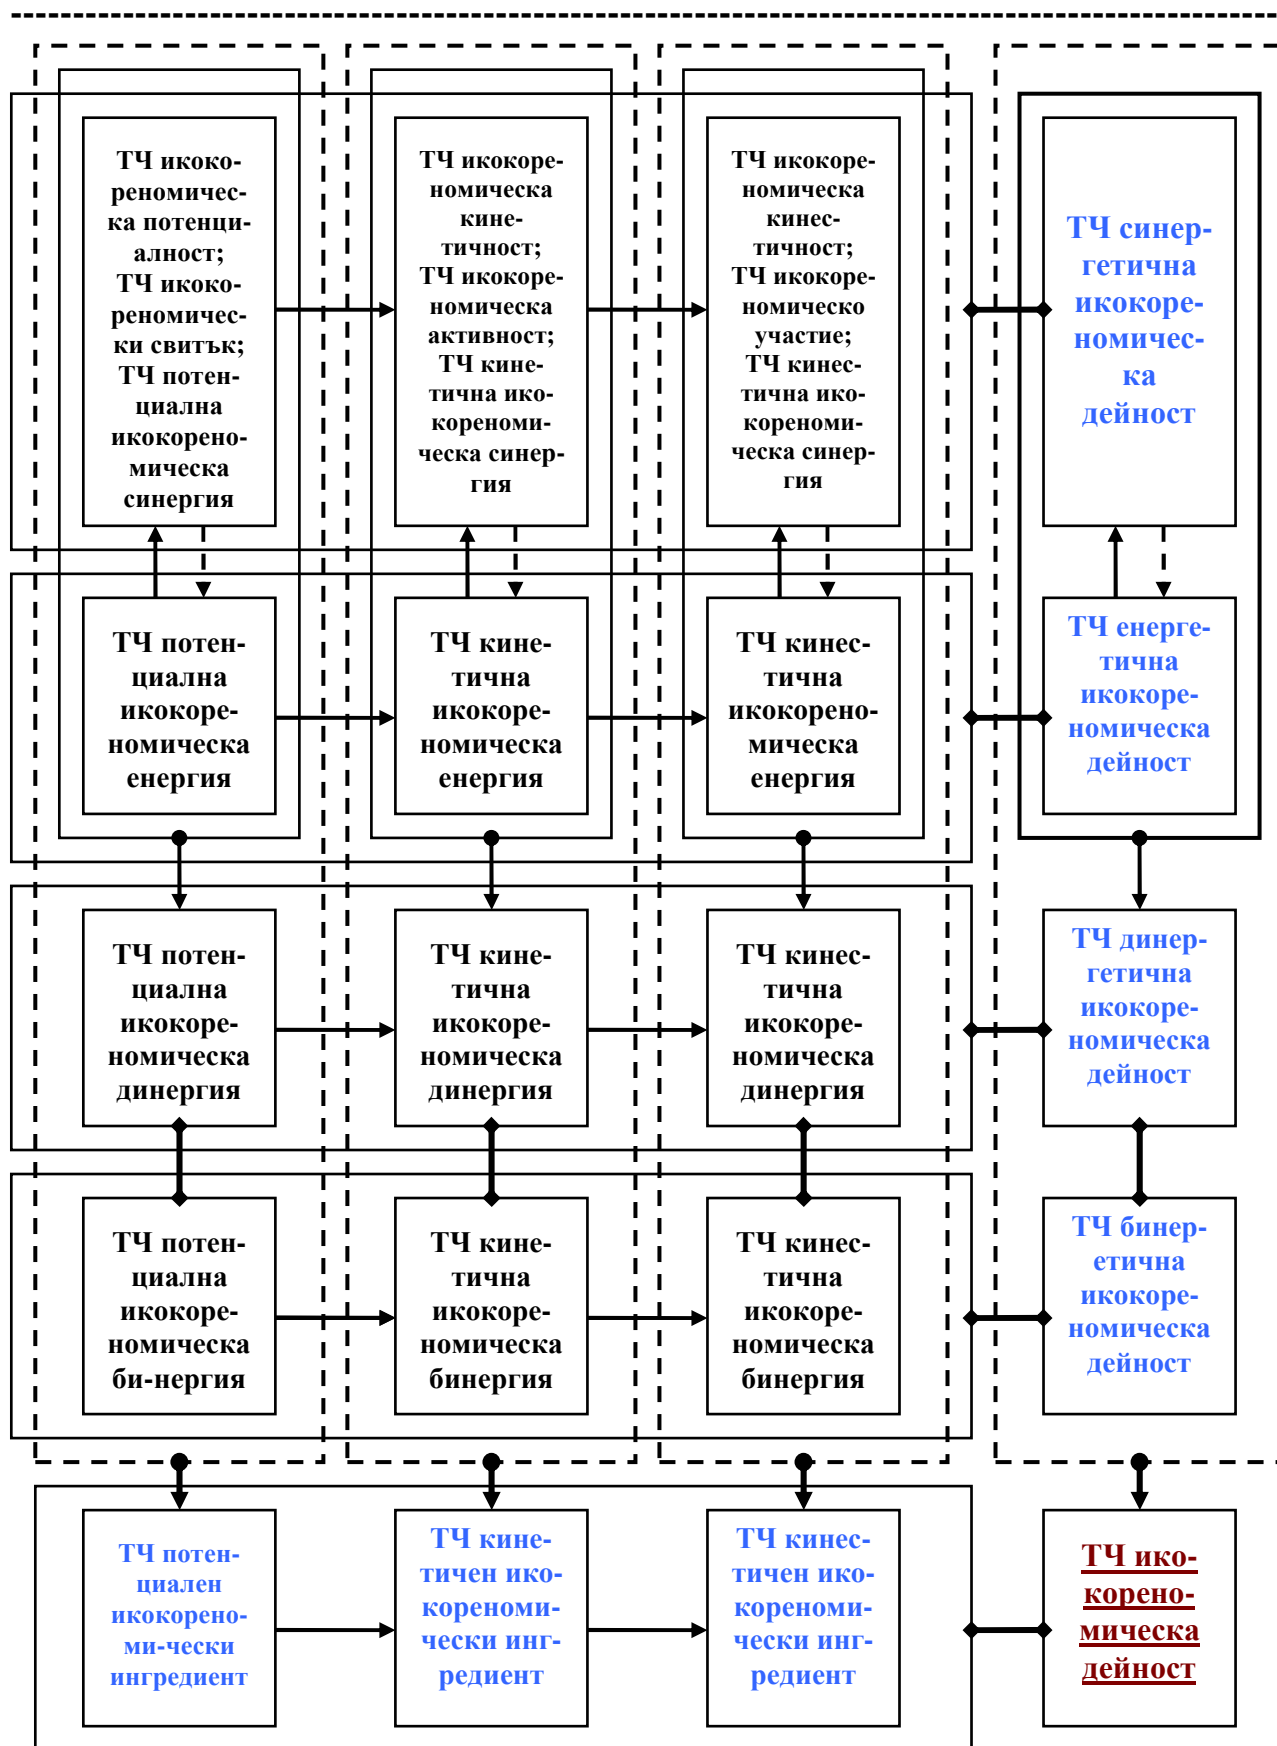 ТЧ икоко-
реномичес-
ка потенци-
алност;
ТЧ икоко-
реномичес-
ки свитък;
ТЧ потен-
циална
икокорено-
мическа
синергия
ТЧ икокоре-
номическа
кине-
тичност;
ТЧ икокоре-
номическа
активност;
ТЧ кине-
тична ико-
кореноми-
ческа синер-
гия
ТЧ икокоре-
номическа
кинес-
тичност;
ТЧ икокоре-
номическо
участие;
ТЧ кинес-
тична ико-
кореноми-
ческа синер-
гия
ТЧ синер-
гетична
икокоре-
номичес-
ка
дейност
ТЧ потен-
циална
икокоре-
номическа
енергия
ТЧ кине-
тична
икокоре-
номическа
енергия
ТЧ кинес-
тична
икокорено-
мическа
енергия
ТЧ енерге-
тична
икокоре-
номическа
дейност
ТЧ потен-
циална
икокоре-
номическа
динергия
ТЧ кине-
тична
икокоре-
номическа
динергия
ТЧ кинес-
тична
икокоре-
номическа
динергия
ТЧ динер-
гетична
икокоре-
номическа
дейност
ТЧ потен-
циална
икокоре-
номическа
би-нергия
ТЧ кине-
тична
икокоре-
номическа
бинергия
ТЧ кинес-
тична
икокоре-
номическа
бинергия
ТЧ бинер-
етична
икокоре-
номическа
дейност
ТЧ потен-
циален
икокорено-
ми-чески
ингредиент
ТЧ кине-
тичен ико-
кореноми-
чески инг-
редиент
ТЧ кинес-
тичен ико-
кореноми-
чески инг-
редиент
ТЧ ико-
корено-
мическа
дейност